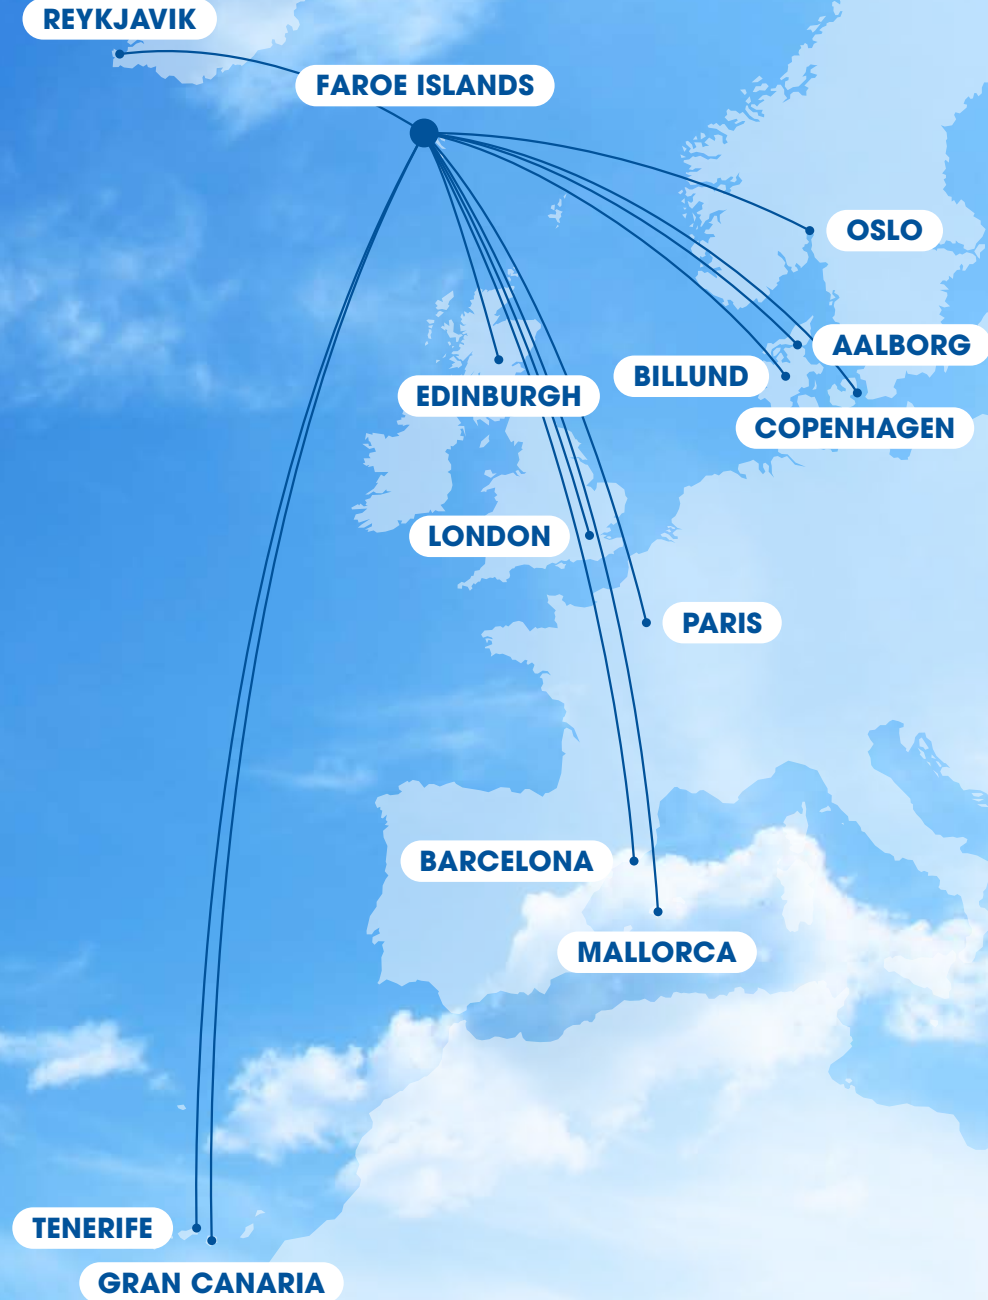 REYKJAVIK
FAROE ISLANDS
OSLO
AALBORG
BILLUND
EDINBURGH
COPENHAGEN
LONDON
PARIS
BARCELONA
MALLORCA
TENERIFE
GRAN CANARIA